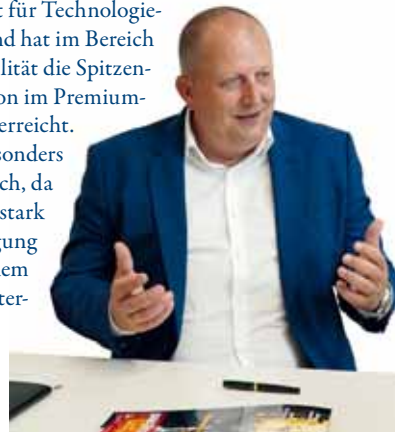 t für Technologie-
nd hat im Bereich
lität die Spitzen-
on im Premium-
erreicht.
sonders
ch, da
stark
gung
em
ter-